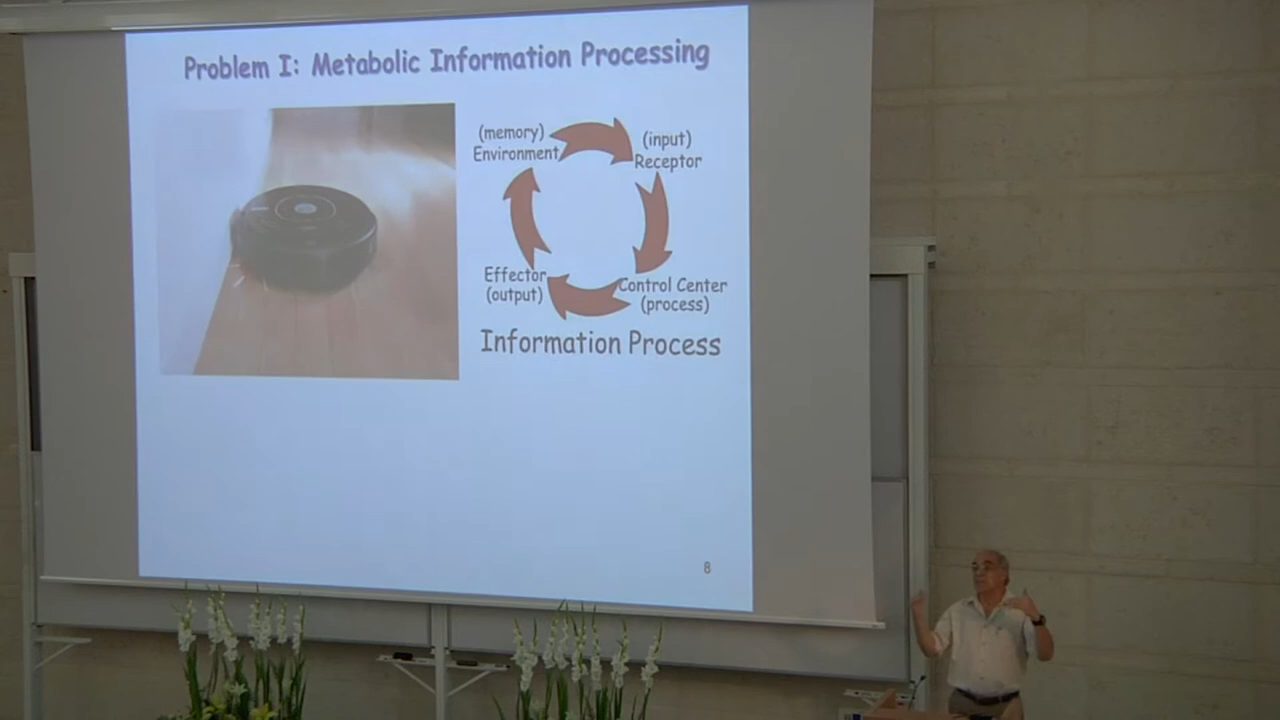 Problem I: Metabolic Information Processing
(memory)
Environment
(input)
Receptor
Effector
(output)
Control Center
(process)
Information Process
8